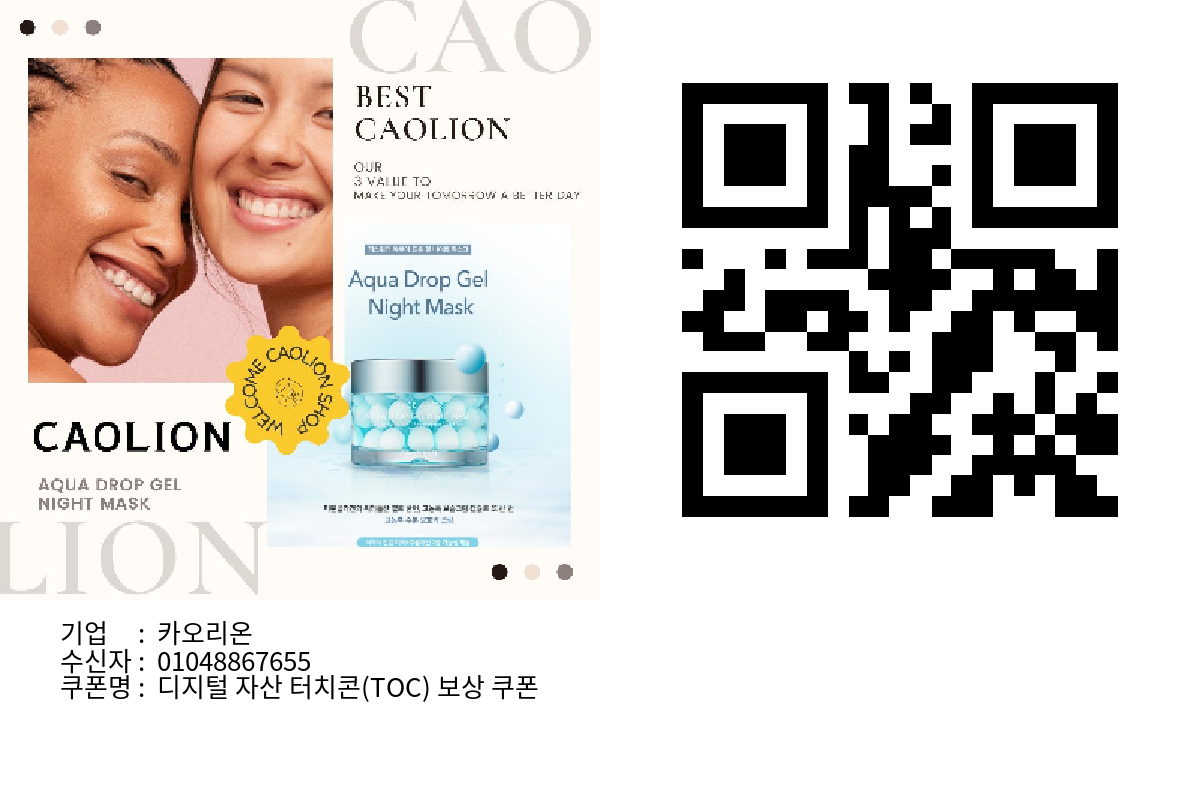 CAO
BEST
CAOLION
OUR
3 VALUE TO
MAKE YOUR TOMORROW A BETTER DAY
Aqua Drop Gel
Night Mask
WELCOME CAOLION SHOP
CAOLION
AQUA DROP GEL
NIGHT MASK
LION
기업 : 카오리온
수신자 : 01048867655
쿠폰명 : 디지털 자산 터치콘(TOC) 보상 쿠폰